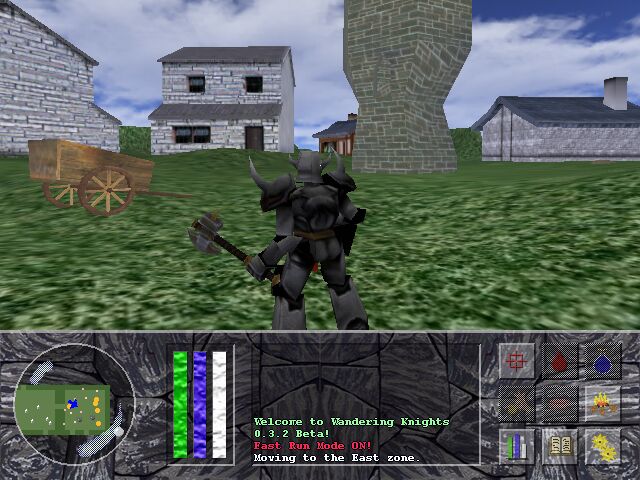 Welcome to Wandering Knights
0.3.2 Beta!
Fast Run Mode ON!
Moving to the East zone.